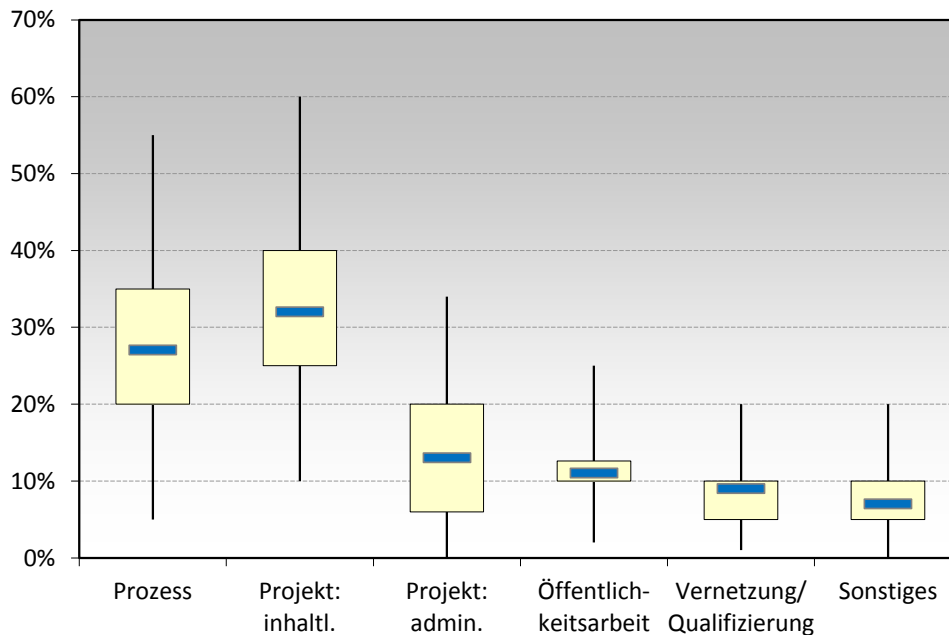 70%
60%
50%
40%
30%
20%
10%
0%
Prozess
Projekt:
inhaltl.
Projekt:
admin.
Öffentlich-
keitsarbeit
Vernetzung/
Qualifizierung
Sonstiges